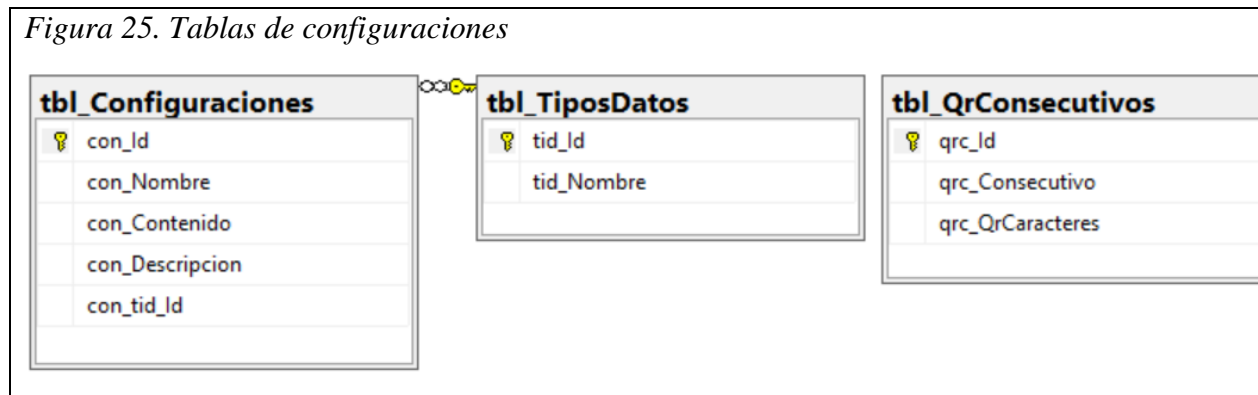 Figura 25. Tablas de configuraciones
tbl_Configuraciones
con_Id
con_Nombre
con_Contenido
con_Descripcion
con_tid_Id
tbl_TiposDatos
tid_Id
tid_Nombre
tbl_QrConsecutivos
qrc_Id
qrc_Consecutivo
qrc_QrCaracteres